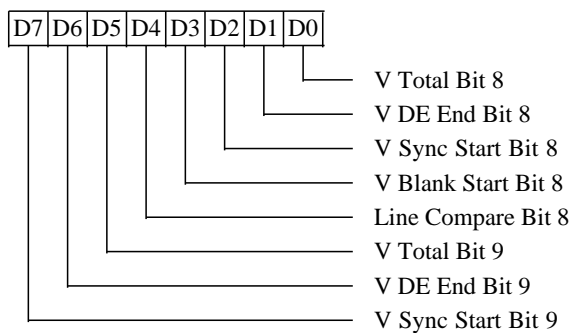 D7 D6 D5 D4 D3 D2 D1 D0
V Total Bit 8
V DE End Bit 8
V Sync Start Bit 8
V Blank Start Bit 8
Line Compare Bit 8
V Total Bit 9
V DE End Bit 9
V Sync Start Bit 9